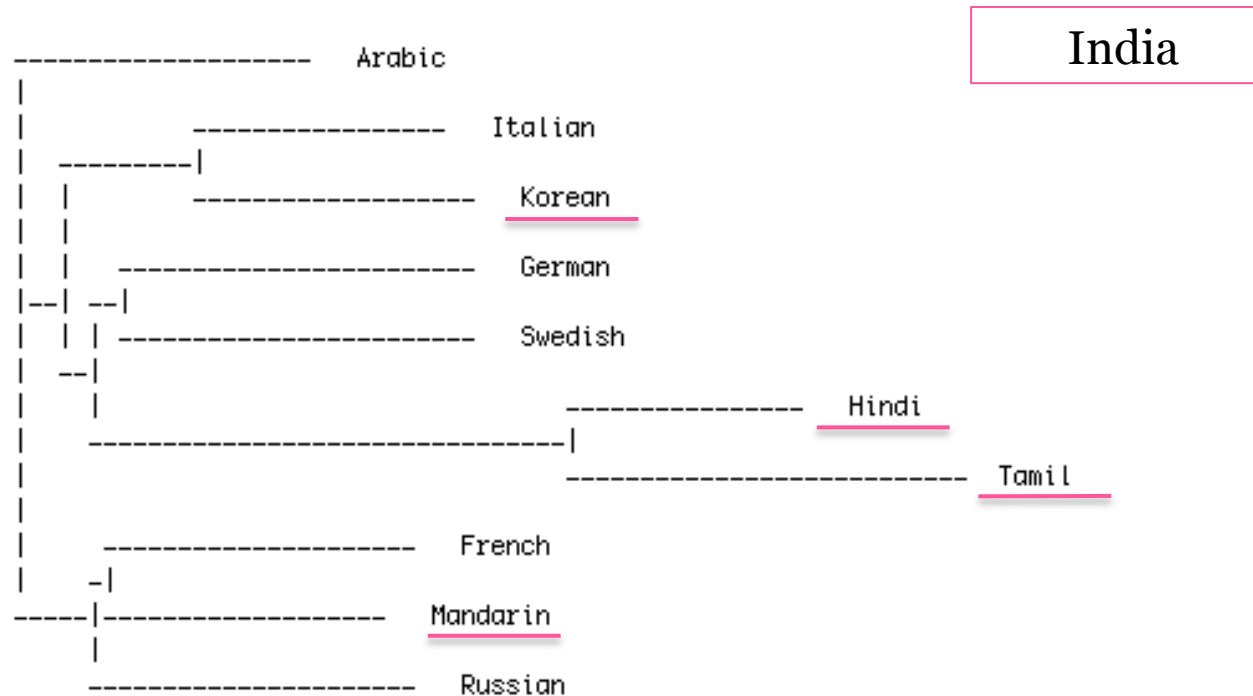 India
Arabic
Italian
Korean
German
Swedish
Hindi
Tamil
French
Mandarin
Russian